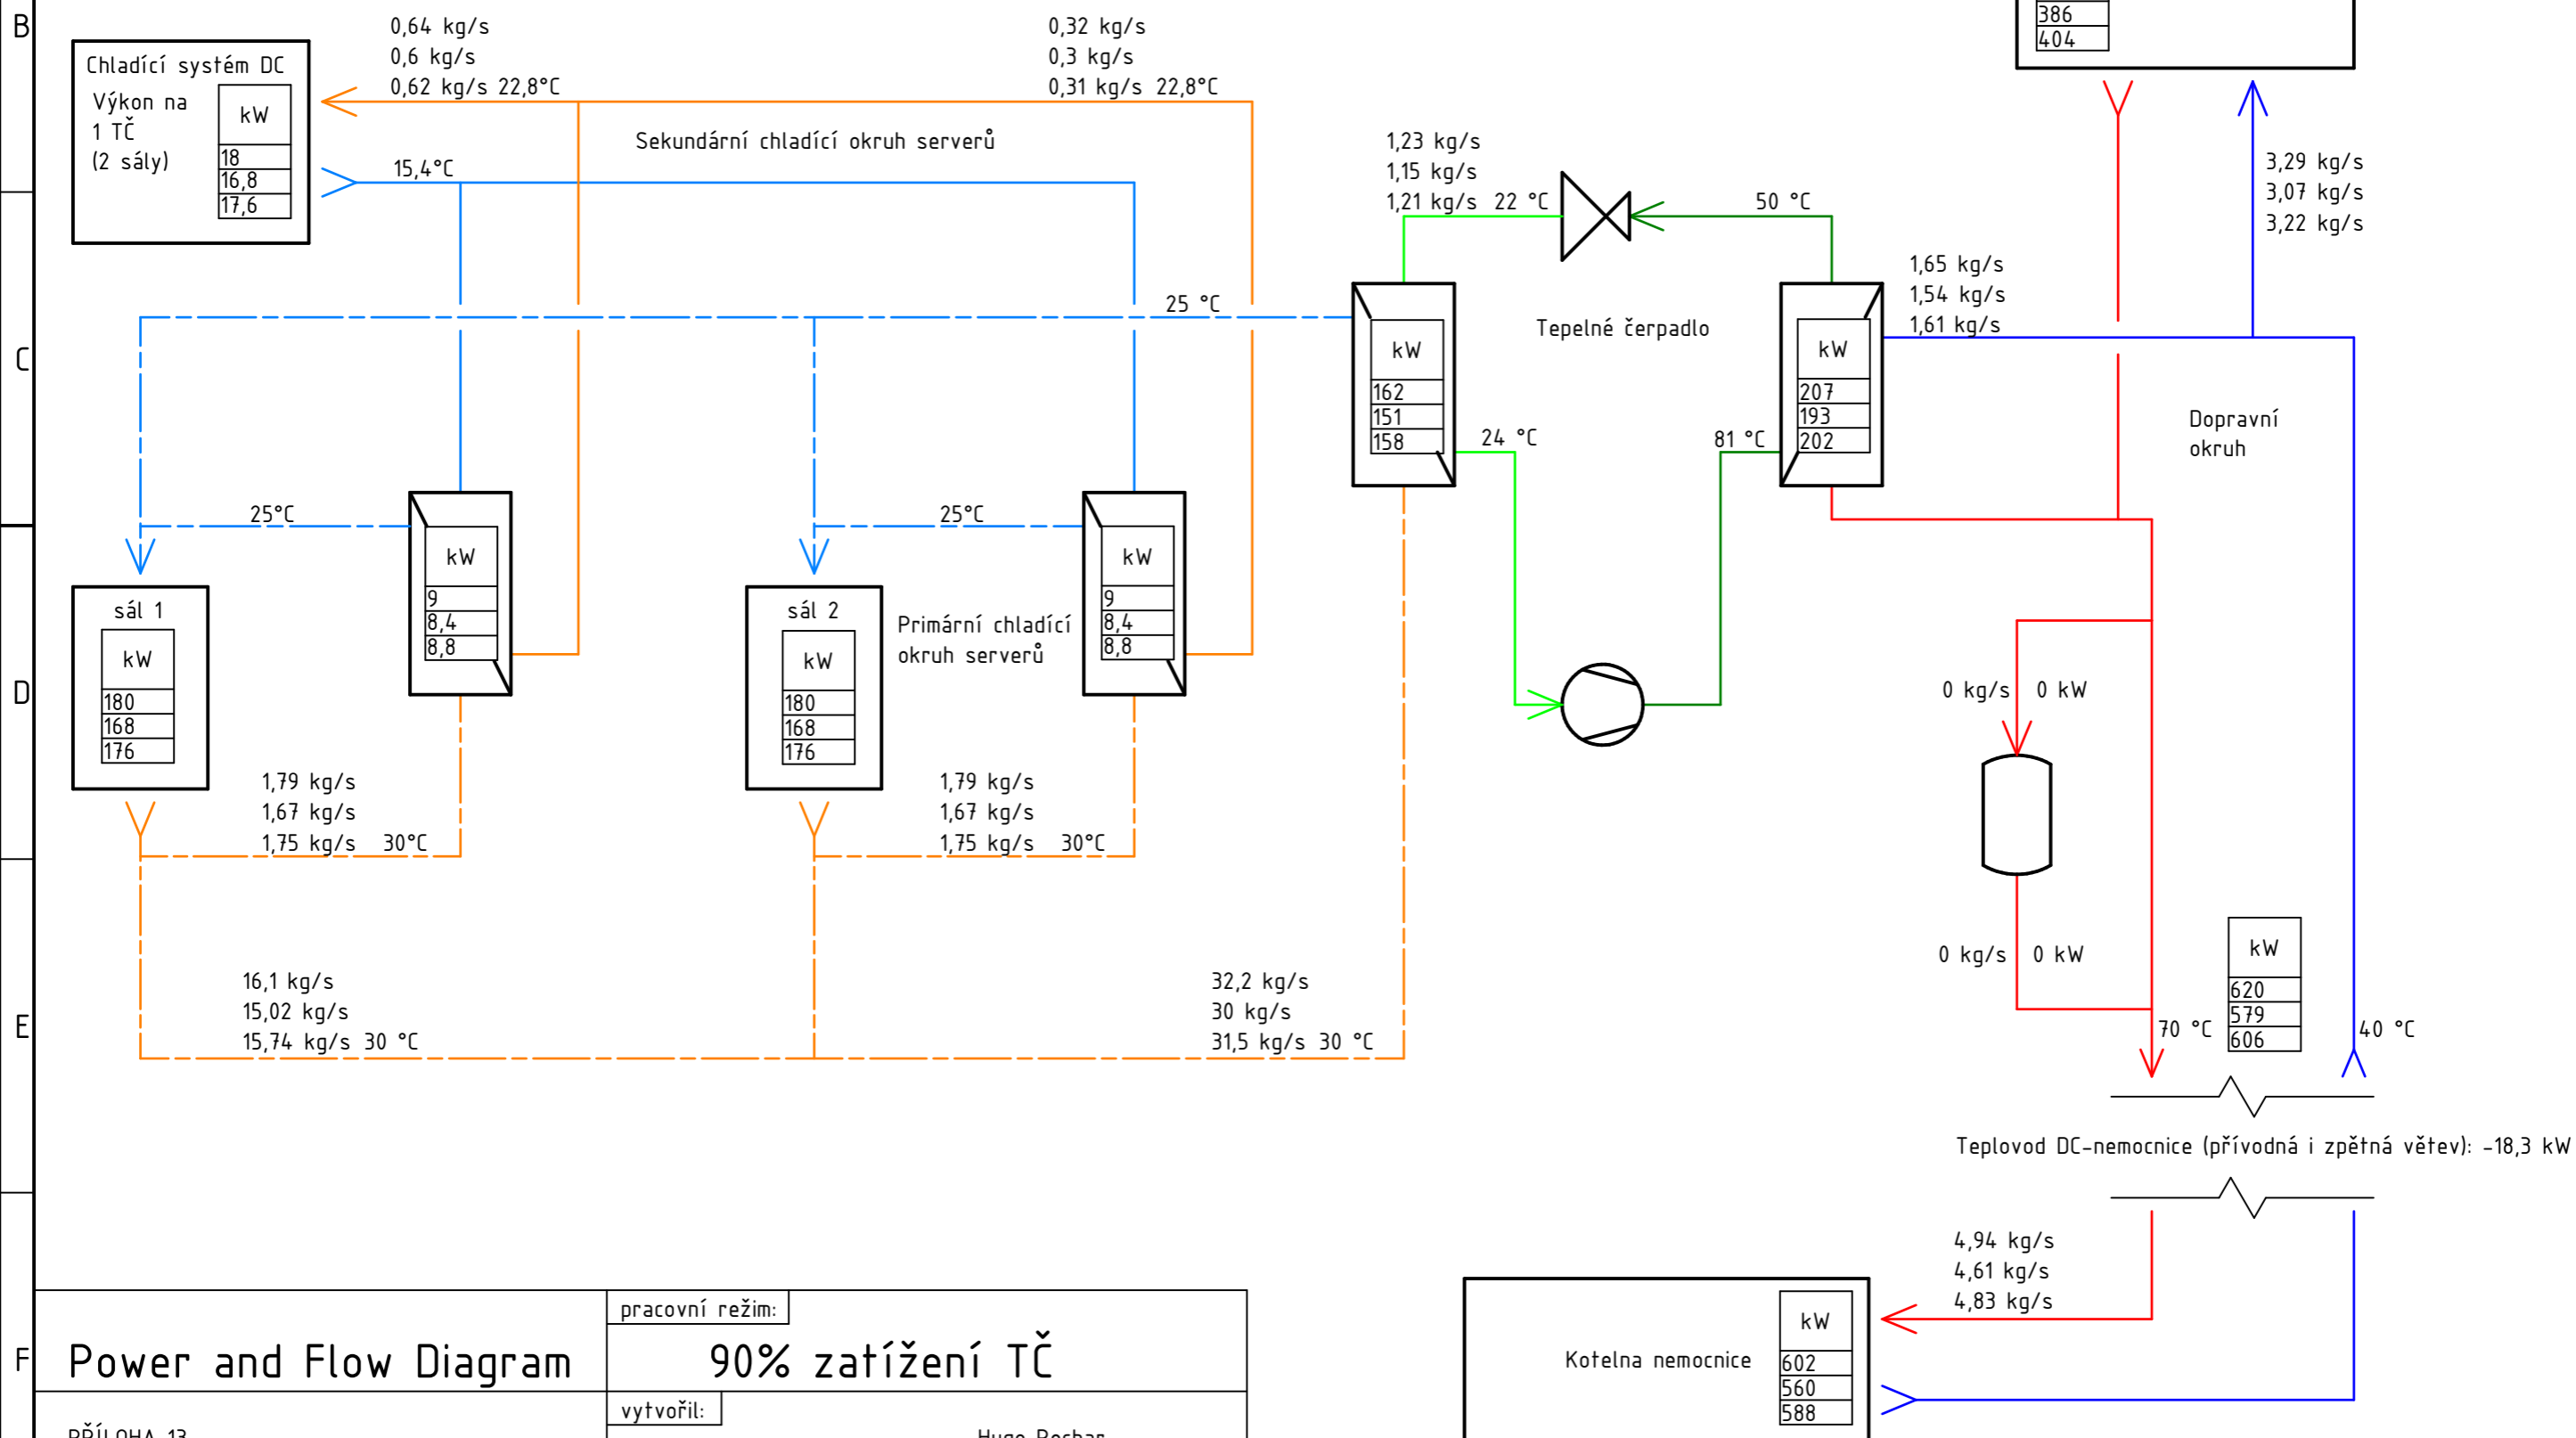 B
386
404
0,64 kg/s
0,6 kg/s
0,62 kg/s 22,8°C
0,32 kg/s
0,3 kg/s
0,31 kg/s 22,8°C
Chladící systém DC
Výkon na
1 TČ
(2 sály)
kW
18
16,8
17,6
Sekundární chladící okruh serverů
15,4°C
1,23 kg/s
1,15 kg/s
1,21 kg/s 22 °C
50 °C
3,29 kg/s
3,07 kg/s
3,22 kg/s
1,65 kg/s
1,54 kg/s
1,61 kg/s
C
25 °C
Tepelné čerpadlo
kW
162
151
158
kW
207
193
202
24 °C
81 °C
Dopravní
okruh
25°C
25°C
D
sál 1
kW
180
168
176
kW
9
8,4
8,8
sál 2
kW
180
168
176
Primární chladící
okruh serverů
kW
9
8,4
8,8
0 kg/s 0 kW
1,79 kg/s
1,67 kg/s
1,75 kg/s 30°C
1,79 kg/s
1,67 kg/s
1,75 kg/s 30°C
E
16,1 kg/s
15,02 kg/s
15,74 kg/s 30 °C
32,2 kg/s
30 kg/s
31,5 kg/s 30 °C
0 kg/s 0 kW
kW
620
579
606
70 °C
40 °C
Teplovod DC-nemocnice (přívodná i zpětná větev): -18,3 kW
4,94 kg/s
4,61 kg/s
4,83 kg/s
F
Power and Flow Diagram
pracovní režim:
90% zatížení TČ
Kotelna nemocnice
kW
602
560
588
vytvořil:
PŘÍLOHA 13